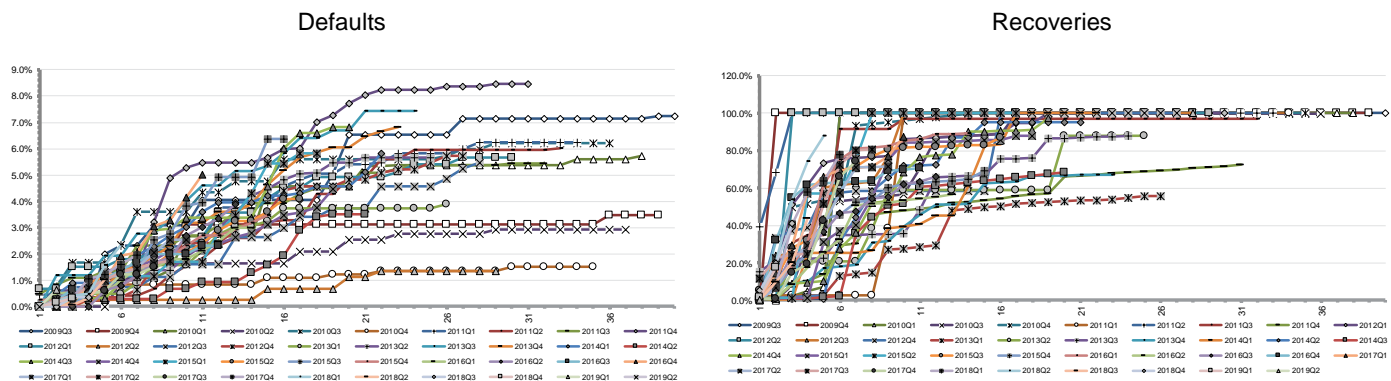 Defaults
9.0%
8.0%
7.0%
6.0%
5.0%
4.0%
3.0%
2.0%
1.0%
0.0%
1 6 11 16 21 26 31 36
2009Q3 2009Q4 2010Q1 2010Q2 2010Q3 2010Q4 2011Q1 2011Q2 2011Q3 2011Q4
2012Q1 2012Q2 2012Q3 2012Q4 2013Q1 2013Q2 2013Q3 2013Q4 2014Q1 2014Q2
2014Q3 2014Q4 2015Q1 2015Q2 2015Q3 2015Q4 2016Q1 2016Q2 2016Q3 2016Q4
2017Q1 2017Q2 2017Q3 2017Q4 2018Q1 2018Q2 2018Q3 2018Q4 2019Q1 2019Q2
Recoveries
120.0%
100.0%
80.0%
60.0%
40.0%
20.0%
0.0%
1 6 11 16 21 26 31 36
2009Q3 2009Q4 2010Q1 2010Q3 2010Q4 2011Q1 2011Q2 2011Q3 2011Q4 2012Q1
2012Q2 2012Q3 2012Q4 2013Q1 2013Q2 2013Q3 2013Q4 2014Q1 2014Q2 2014Q3
2014Q4 2015Q1 2015Q2 2015Q3 2015Q4 2016Q1 2016Q2 2016Q3 2016Q4 2017Q1
2017Q2 2017Q3 2017Q4 2018Q1 2018Q2 2018Q3 2018Q4 2019Q1 2019Q2